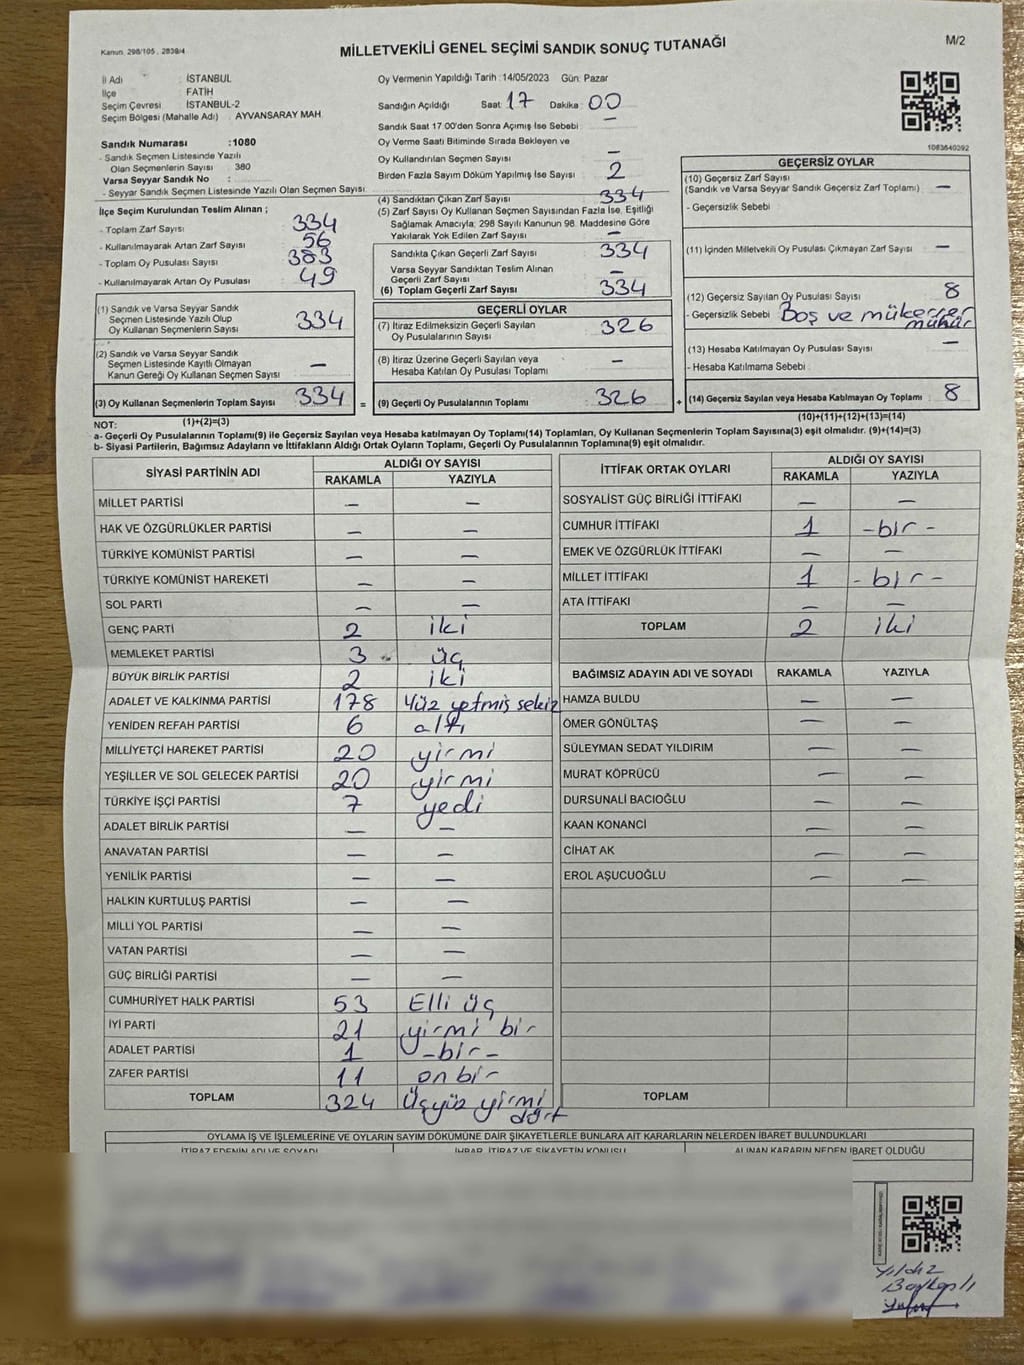 Kanun. 298/105 . 2839/4
MİLLETVEKİLİ GENEL SEÇİMİ SANDIK SONUÇ TUTANAĞI
M/2
İl Adı : İSTANBUL
İlçe : FATİH
Seçim Çevresi : İSTANBUL-2
Seçim Bölgesi (Mahalle Adı) : AYVANSARAY MAH.
Oy Vermenin Yapıldığı Tarih : 14/05/2023 Gün: Pazar
Sandığın Açıldığı Saat: 17 Dakika: 00
Sandık Saat 17:00'den Sonra Açımış İse Sebebi : —
Oy Verme Saati Bitiminde Sırada Bekleyen ve
Oy Kullandırılan Seçmen Sayısı —
Birden Fazla Sayım Döküm Yapılmış İse Sayısı : 2
1083640392
Sandık Numarası :1080
- Sandık Seçmen Listesinde Yazılı
Olan Seçmenlerin Sayısı : 380
Varsa Seyyar Sandık No :
- Seyyar Sandık Seçmen Listesinde Yazılı Olan Seçmen Sayısı:
İlçe Seçim Kurulundan Teslim Alınan ;
- Toplam Zarf Sayısı : 334
- Kullanılmayarak Artan Zarf Sayısı : 56
- Toplam Oy Pusulası Sayısı : 383
- Kullanılmayarak Artan Oy Pusulası : 49
(1) Sandık ve Varsa Seyyar Sandık
Seçmen Listesinde Yazılı Olup
Oy Kullanan Seçmenlerin Sayısı : 334
(2) Sandık ve Varsa Seyyar Sandık
Seçmen Listesinde Kayıtlı Olmayan
Kanun Gereği Oy Kullanan Seçmen Sayısı : —
(3) Oy Kullanan Seçmenlerin Toplam Sayısı : 334 =
(1)+(2)=(3)
(4) Sandıktan Çıkan Zarf Sayısı : 334
(5) Zarf Sayısı Oy Kullanan Seçmen Sayısından Fazla İse, Eşitliği
Sağlamak Amacıyla, 298 Sayılı Kanunun 98. Maddesine Göre
Yakılarak Yok Edilen Zarf Sayısı : —
Sandıkta Çıkan Geçerli Zarf Sayısı : 334
Varsa Seyyar Sandıktan Teslim Alınan
Geçerli Zarf Sayısı : —
(6) Toplam Geçerli Zarf Sayısı : 334
GEÇERLİ OYLAR
(7) İtiraz Edilmeksizin Geçerli Sayılan
Oy Pusulalarının Sayısı : 326
(8) İtiraz Üzerine Geçerli Sayılan veya
Hesaba Katılan Oy Pusulası Toplamı : —
(9) Geçerli Oy Pusulalarının Toplamı : 326 +
GEÇERSİZ OYLAR
(10) Geçersiz Zarf Sayısı
(Sandık ve Varsa Seyyar Sandık Geçersiz Zarf Toplamı) : —
- Geçersizlik Sebebi :
(11) İçinden Milletvekili Oy Pusulası Çıkmayan Zarf Sayısı : —
(12) Geçersiz Sayılan Oy Pusulası Sayısı : 8
- Geçersizlik Sebebi : Boş ve mükerrer
mühür
(13) Hesaba Katılmayan Oy Pusulası Sayısı : —
- Hesaba Katılmama Sebebi :
(14) Geçersiz Sayılan veya Hesaba Katılmayan Oy Toplamı : 8
(10)+(11)+(12)+(13)=(14)
NOT:
a- Geçerli Oy Pusulalarının Toplamı(9) ile Geçersiz Sayılan veya Hesaba katılmayan Oy Toplamı(14) Toplamları, Oy Kullanan Seçmenlerin Toplam Sayısına(3) eşit olmalıdır. (9)+(14)=(3)
b- Siyasi Partilerin, Bağımsız Adayların ve İttifakların Aldığı Ortak Oyların Toplamı, Geçerli Oy Pusulalarının Toplamına(9) eşit olmalıdır.
SİYASİ PARTİNİN ADI ALDIĞI OY SAYISI
RAKAMLA YAZIYLA
MİLLET PARTİSİ — —
HAK VE ÖZGÜRLÜKLER PARTİSİ — —
TÜRKİYE KOMÜNİST PARTİSİ — —
TÜRKİYE KOMÜNİST HAREKETİ — —
SOL PARTİ — —
GENÇ PARTİ 2 iki
MEMLEKET PARTİSİ 3 üç
BÜYÜK BİRLİK PARTİSİ 2 iki
ADALET VE KALKINMA PARTİSİ 178 Yüz yetmiş sekiz
YENİDEN REFAH PARTİSİ 6 altı
MİLLİYETÇİ HAREKET PARTİSİ 20 yirmi
YEŞİLLER VE SOL GELECEK PARTİSİ 20 yirmi
TÜRKİYE İŞÇİ PARTİSİ 7 yedi
ADALET BİRLİK PARTİSİ — —
ANAVATAN PARTİSİ — —
YENİLİK PARTİSİ — —
HALKIN KURTULUŞ PARTİSİ — —
MİLLİ YOL PARTİSİ — —
VATAN PARTİSİ — —
GÜÇ BİRLİĞİ PARTİSİ — —
CUMHURİYET HALK PARTİSİ 53 Elli üç
İYİ PARTİ 21 yirmi bir
ADALET PARTİSİ 1 -bir-
ZAFER PARTİSİ 11 onbir
TOPLAM 324 Üçyüz yirmi
dört
İTTİFAK ORTAK OYLARI ALDIĞI OY SAYISI
RAKAMLA YAZIYLA
SOSYALİST GÜÇ BİRLİĞİ İTTİFAKI — —
CUMHUR İTTİFAKI 1 -bir-
EMEK VE ÖZGÜRLÜK İTTİFAKI — —
MİLLET İTTİFAKI 1 -bir-
ATA İTTİFAKI — —
TOPLAM 2 iki
BAĞIMSIZ ADAYIN ADI VE SOYADI RAKAMLA YAZIYLA
HAMZA BULDU — —
ÖMER GÖNÜLTAŞ — —
SÜLEYMAN SEDAT YILDIRIM — —
MURAT KÖPRÜCÜ — —
DURSUNALİ BACIOĞLU — —
KAAN KONANCİ — —
CİHAT AK — —
EROL AŞUCUOĞLU — —
TOPLAM
OYLAMA İŞ VE İŞLEMLERİNE VE OYLARIN SAYIM DÖKÜMÜNE DAİR ŞİKAYETLERLE BUNLARA AİT KARARLARIN NELERDEN İBARET BULUNDUKLARI
İTİRAZ EDENİN ADI VE SOYADI İHBAR, İTİRAZ VE ŞİKAYETİN KONUSU ALINAN KARARIN NEDEN İBARET OLDUĞU
Yıldız